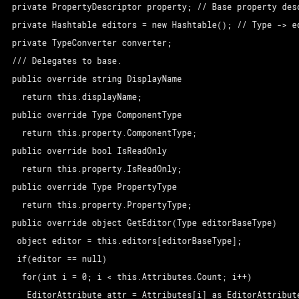 private PropertyDescriptor property; // Base property
private Hashtable editors = new Hashtable(); // Type ->
private TypeConverter converter;
/// Delegates to base.
public override string DisplayName
return this.displayName;
public override Type ComponentType
return this.property.ComponentType;
public override bool IsReadOnly
return this.property.IsReadOnly;
public override Type PropertyType
return this.property.PropertyType;
public override object GetEditor(Type editorBaseType)
object editor = this.editors[editorBaseType];
if(editor == null)
for(int i = 0; i < this.Attributes.Count; i++)
EditorAttribute attr = Attributes[i] as EditorAttribute